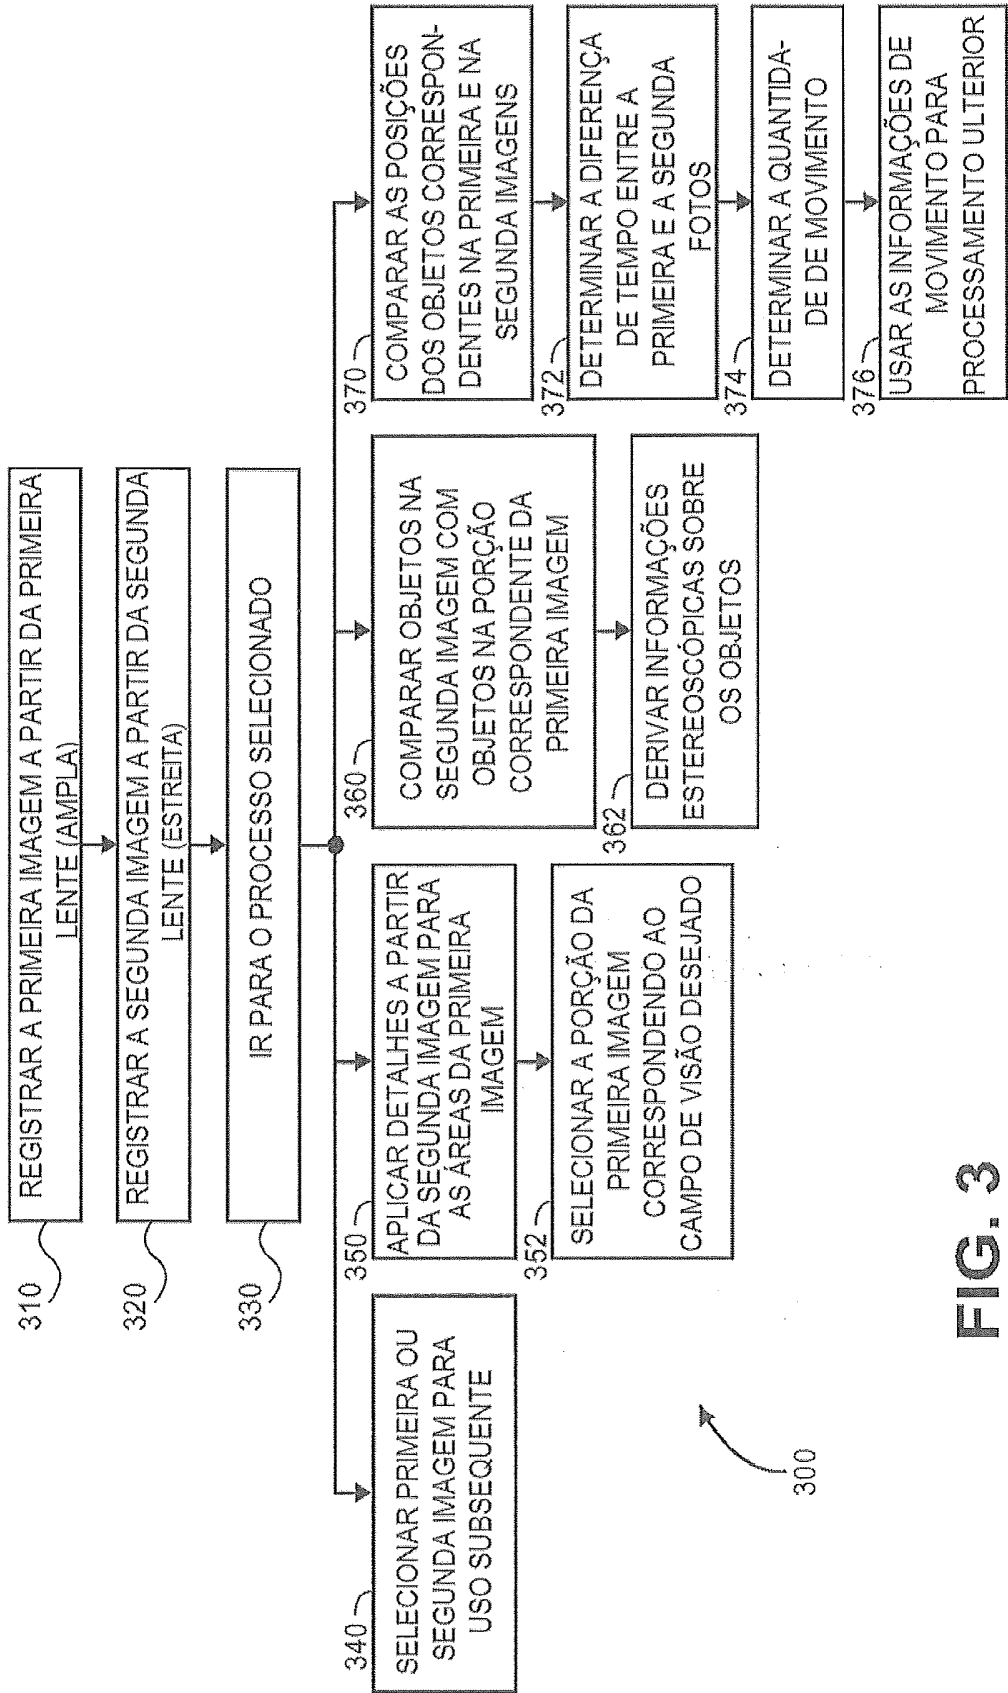 310
REGISTRAR A PRIMEIRA IMAGEM A PARTIR DA PRIMEIRA
LENTE (AMPLA)
320
REGISTRAR A SEGUNDA IMAGEM A PARTIR DA SEGUNDA
LENTE (ESTREITA)
330
IR PARA O PROCESSO SELECIONADO
340
SELECIONAR PRIMEIRA OU
SEGUNDA IMAGEM PARA
USO SUBSEQUENTE
350
APLICAR DETALHES A PARTIR
DA SEGUNDA IMAGEM PARA
AS ÁREAS DA PRIMEIRA
IMAGEM
352
SELECIONAR A PORÇÃO DA
PRIMEIRA IMAGEM
CORRESPONDENDO AO
CAMPO DE VISÃO DESEJADO
360
COMPARAR OBJETOS NA
SEGUNDA IMAGEM COM
OBJETOS NA PORÇÃO
CORRESPONDENTE DA
PRIMEIRA IMAGEM
362
DERIVAR INFORMAÇÕES
ESTEREOSCÓPICAS SOBRE
OS OBJETOS
370
COMPARAR AS POSIÇÕES
DOS OBJETOS CORRESPON-
DENTES NA PRIMEIRA E NA
SEGUNDA IMAGENS
372
DETERMINAR A DIFERENÇA
DE TEMPO ENTRE A
PRIMEIRA E A SEGUNDA
FOTOS
374
DETERMINAR A QUANTIDA-
DE DE MOVIMENTO
376
USAR AS INFORMAÇÕES DE
MOVIMENTO PARA
PROCESSAMENTO ULTERIOR
300
FIG. 3